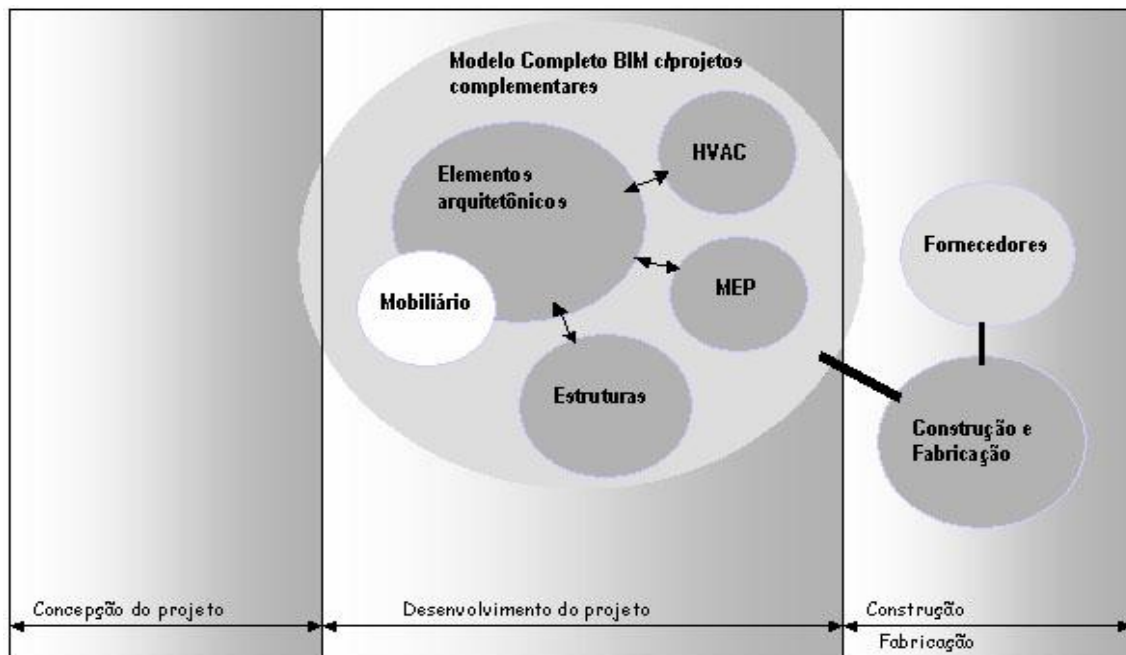 Modelo Completo BIM c/projetos
complementares
HVAC
Elementos
arquitetônicos
Fornecedores
MEP
Mobiliário
Estruturas
Construção e
Fabricação
Concepção do projeto
Desenvolvimento do projeto
Construção
Fabricação